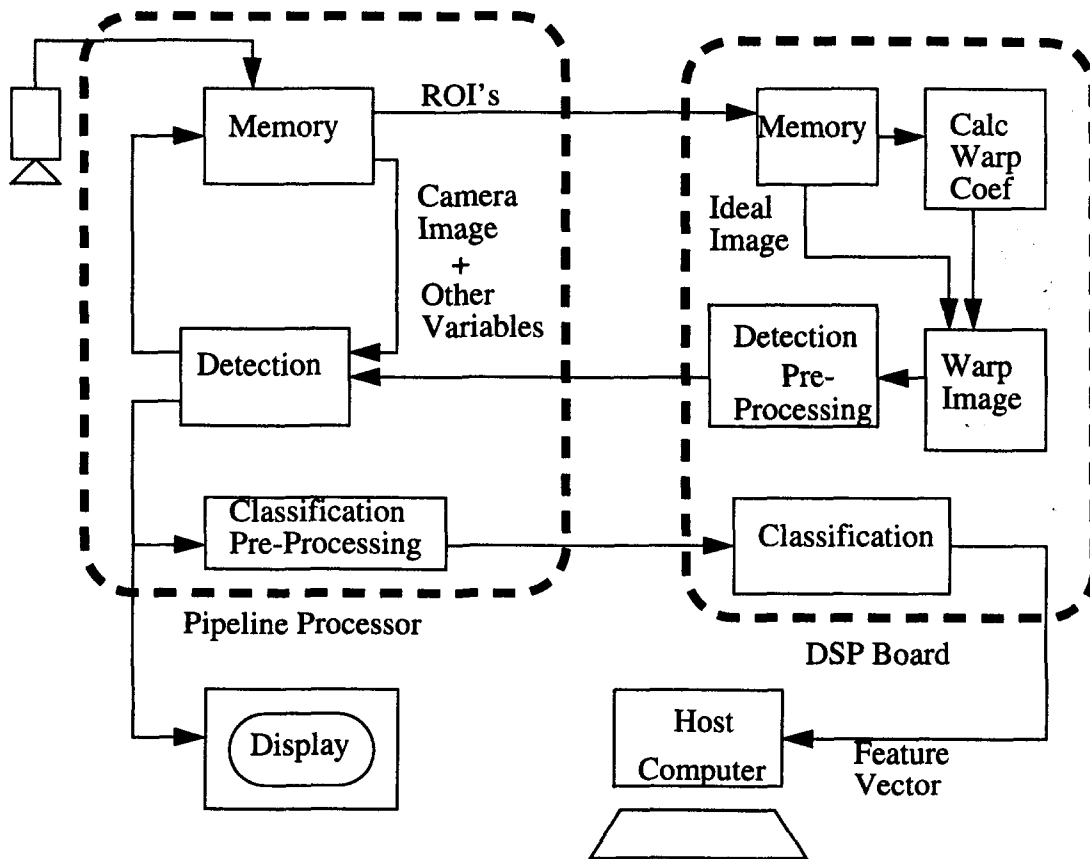 ROI's
Memory
Memory
Calc
Warp
Coef
Camera
Image
+
Other
Variables
Ideal
Image
Detection
Detection
Pre-
Processing
Warp
Image
Classification
Pre-Processing
Classification
Pipeline Processor
DSP Board
Display
Host
Computer
Feature
Vector